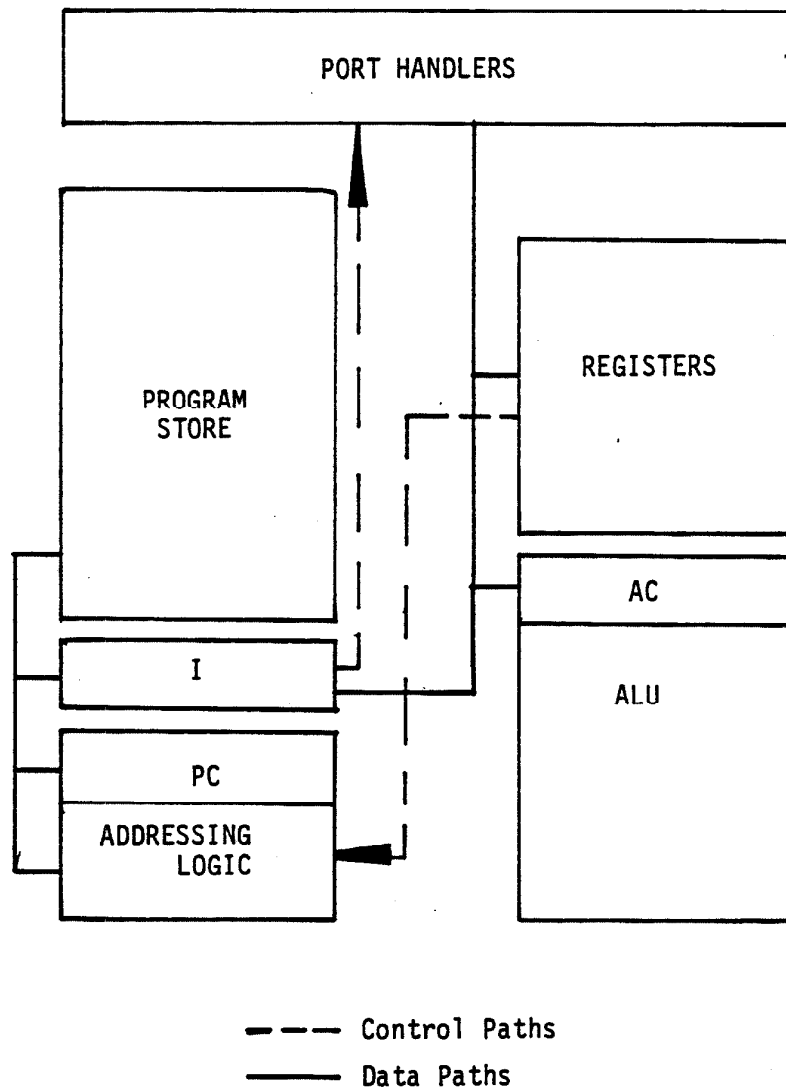 PORT HANDLERS
PROGRAM
STORE
REGISTERS
AC
I
ALU
PC
ADDRESSING
LOGIC
Control Paths
Data Paths